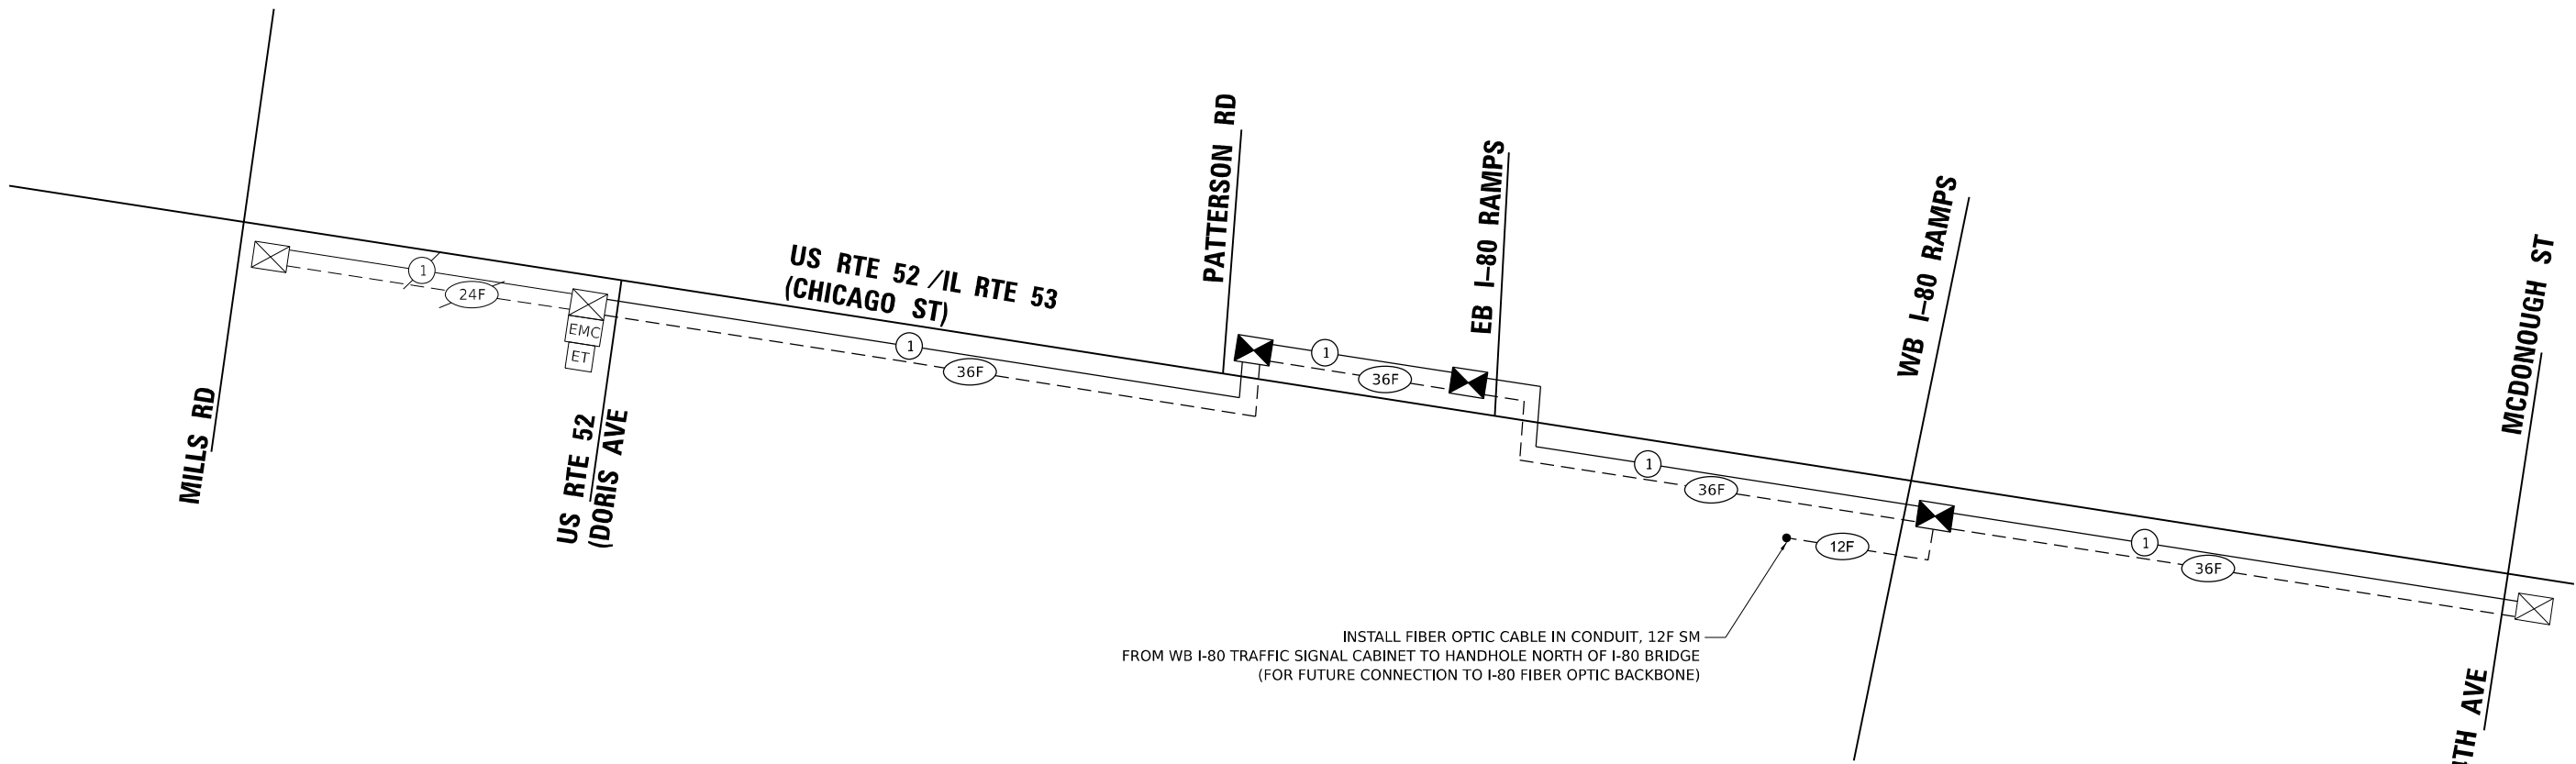 PATTERSON RD
EB I-80 RAMPS
WB I-80 RAMPS
MCDONOUGH ST
US RTE 52 /IL RTE 53
(CHICAGO ST)
1
24F
EMC
ET
1
36F
1
36F
MILLS RD
US RTE 52
(DORIS AVE
1
36F
12F
1
36F
INSTALL FIBER OPTIC CABLE IN CONDUIT, 12F SM
FROM WB I-80 TRAFFIC SIGNAL CABINET TO HANDHOLE NORTH OF I-80 BRIDGE
(FOR FUTURE CONNECTION TO I-80 FIBER OPTIC BACKBONE)
AVE